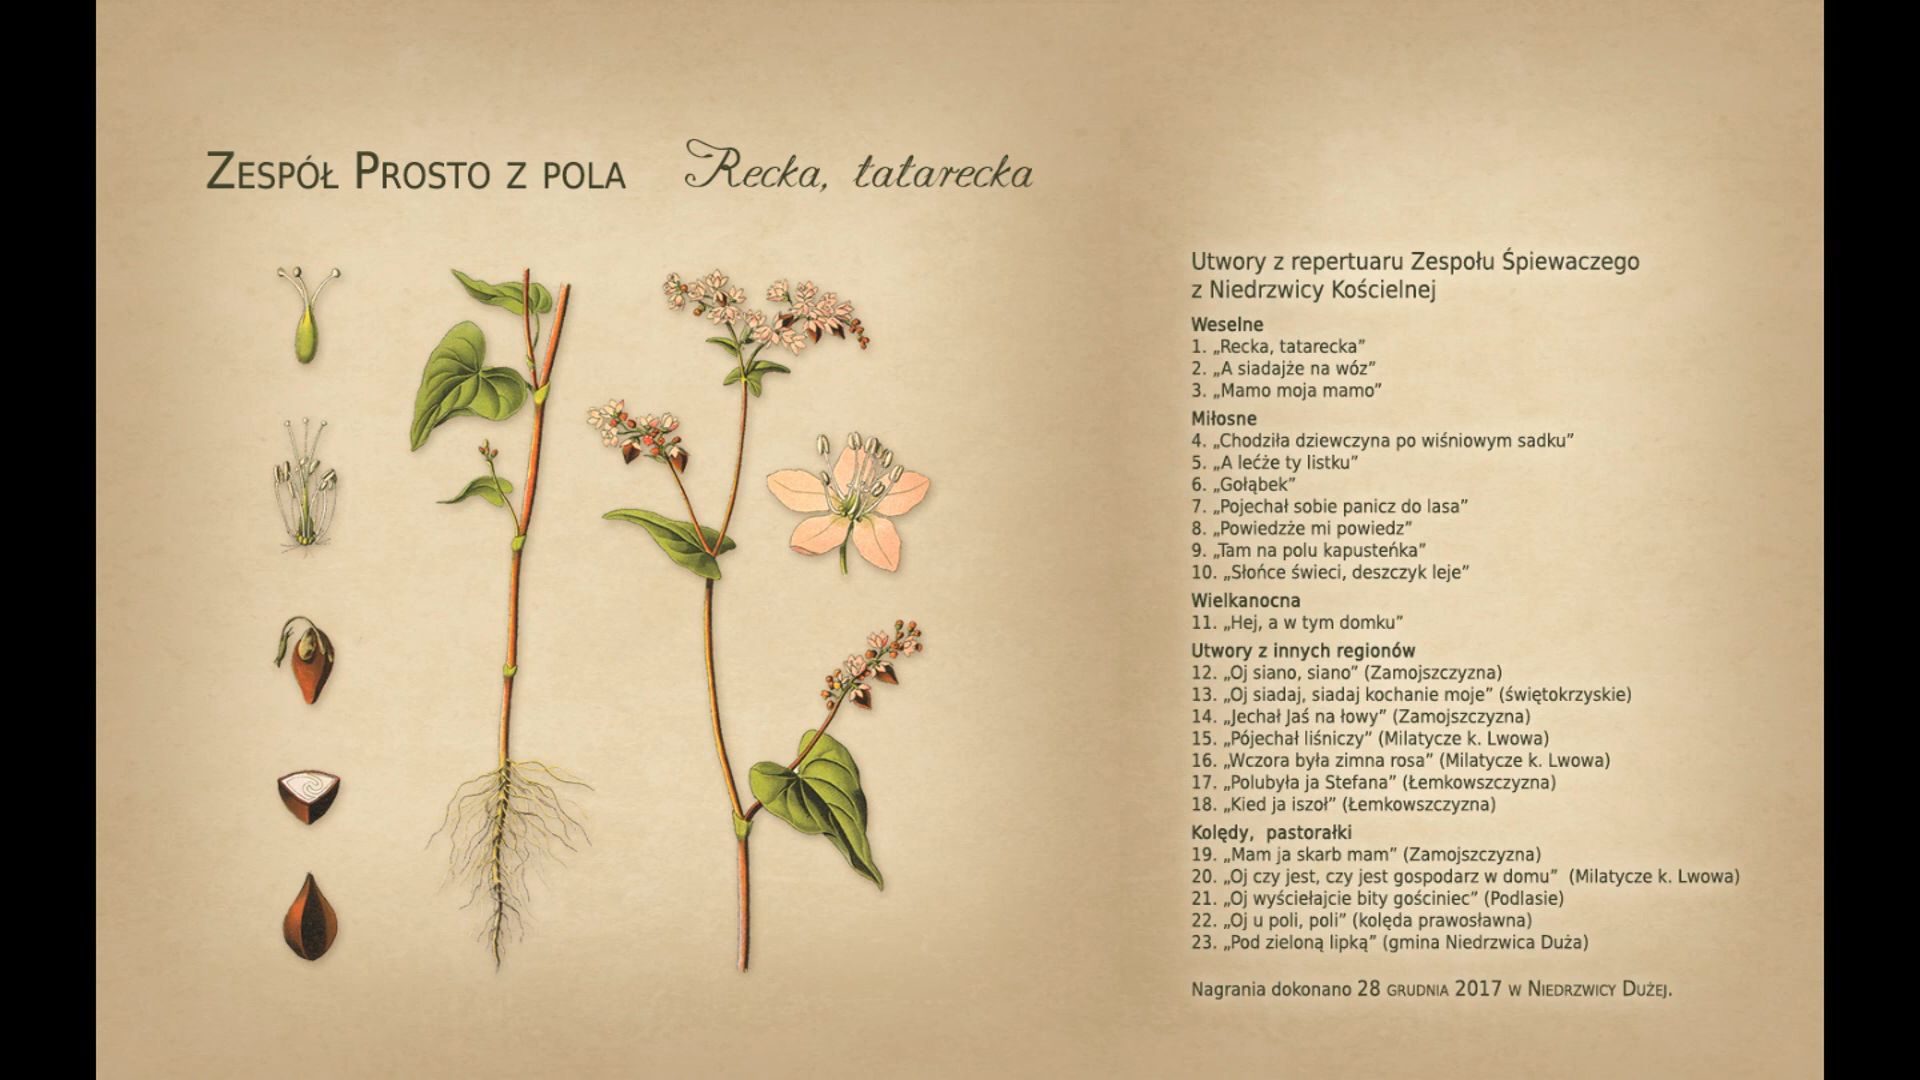 Zespół Prosto z pola Recka, tatarecka
Utwory z repertuaru Zespołu Śpiewaczego
z Niedrzwicy Kościelnej
Weselne
1. „Recka, tatarecka”
2. „A siadajże na wóz”
3. „Mamo moja mamo”
Miłosne
4. „Chodziła dziewczyna po wiśniowym sadku”
5. „A lećże ty listku”
6. „Gołąbek”
7. „Pojechał sobie panicz do lasa”
8. „Powiedzże mi powiedz”
9. „Tam na polu kapusteńka”
10. „Słońce świeci, deszczyk leje”
Wielkanocna
11. „Hej, a w tym domku”
Utwory z innych regionów
12. „Oj siano, siano” (Zamojszczyzna)
13. „Oj siadaj, siadaj kochanie moje” (świętokrzyskie)
14. „Jechał Jaś na łowy” (Zamojszczyzna)
15. „Pójechał liśniczy” (Milatycze k. Lwowa)
16. „Wczora była zimna rosa” (Milatycze k. Lwowa)
17. „Polubyła ja Stefana” (Łemkowszczyzna)
18. „Kied ja iszoł” (Łemkowszczyzna)
Kolędy, pastorałki
19. „Mam ja skarb mam” (Zamojszczyzna)
20. „Oj czy jest, czy jest gospodarz w domu” (Milatycze k. Lwowa)
21. „Oj wyściełajcie bity gościniec” (Podlasie)
22. „Oj u poli, poli” (kolęda prawosławna)
23. „Pod zieloną lipką” (gmina Niedrzwica Duża)
Nagrania dokonano 28 grudnia 2017 w Niedrzwicy Dużej.